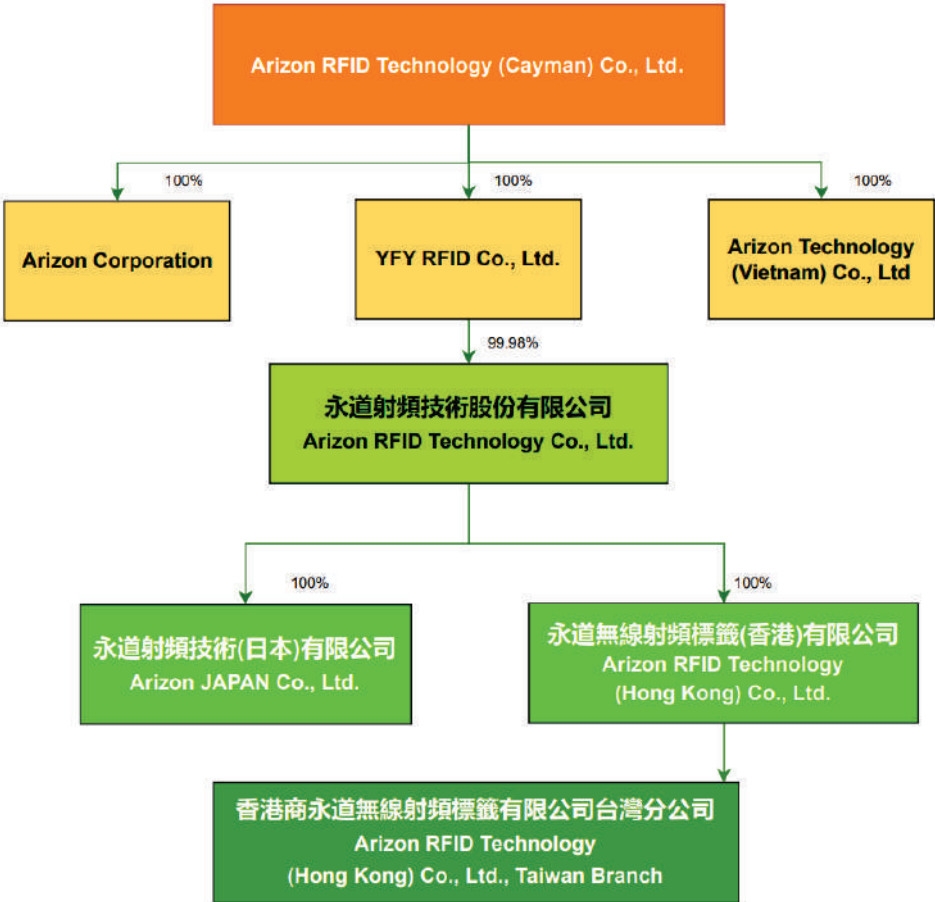 Arizon RFID Technology (Cayman) Co., Ltd.
100%
100%
100%
Arizon Corporation
YFY RFID Co., Ltd.
Arizon Technology
(Vietnam) Co., Ltd
99.98%
永道射頻技術股份有限公司
Arizon RFID Technology Co., Ltd.
100%
100%
永道射頻技術(日本)有限公司
Arizon JAPAN Co., Ltd.
永道無線射頻標籤(香港)有限公司
Arizon RFID Technology
(Hong Kong) Co., Ltd.
香港商永道無線射頻標籤有限公司台灣分公司
Arizon RFID Technology
(Hong Kong) Co., Ltd., Taiwan Branch